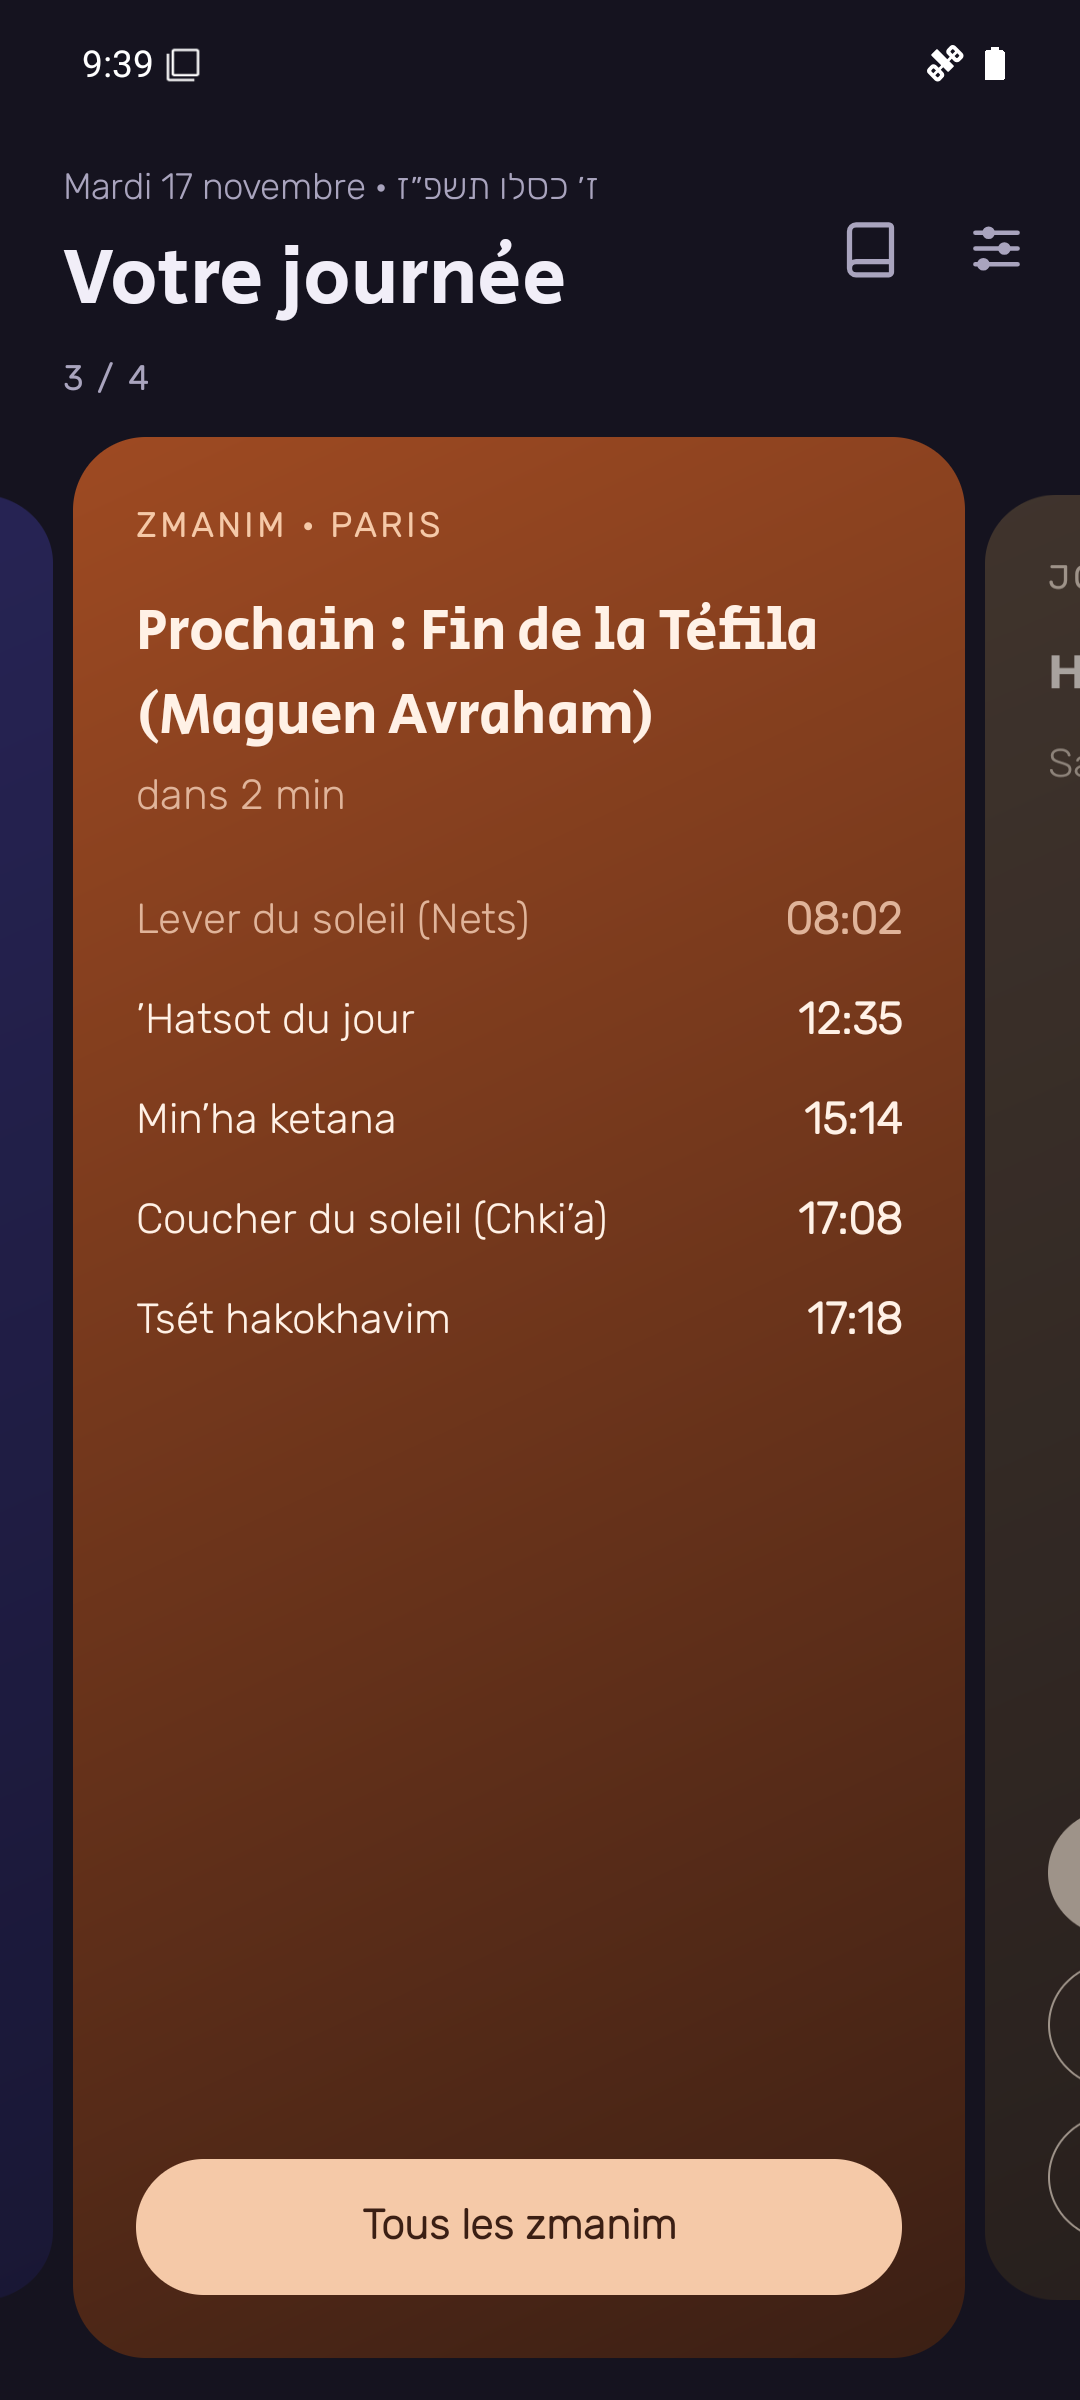 9:39
Mardi 17 novembre • ז׳ כסלו תשפ״ז
Votre journée
3 / 4
ZMANIM • PARIS
Prochain : Fin de la Téfila
(Maguen Avraham)
dans 2 min
Lever du soleil (Nets) 08:02
’Hatsot du jour 12:35
Min’ha ketana 15:14
Coucher du soleil (Chki’a) 17:08
Tsét hakokhavim 17:18
Tous les zmanim